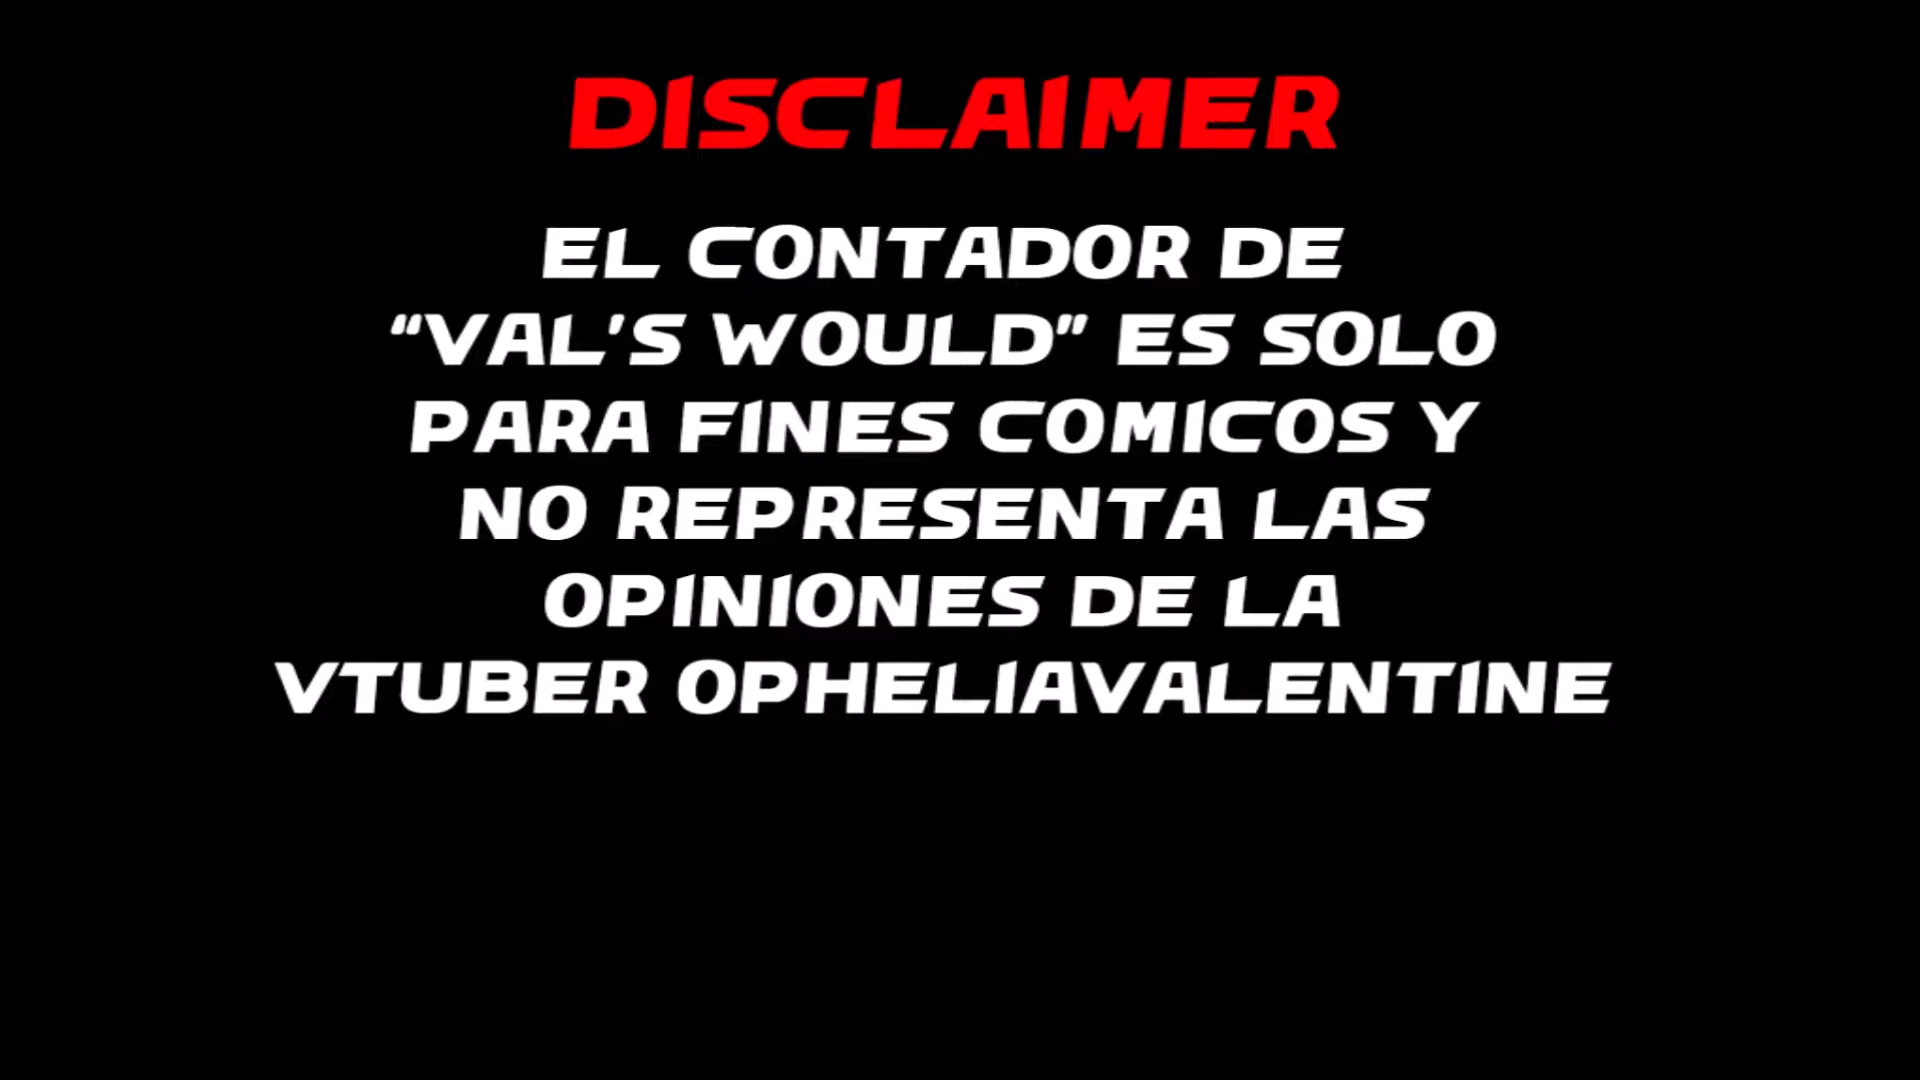 DISCLAIMER
EL CONTADOR DE
“VAL'S WOULD” ES SOLO
PARA FINES COMICOS Y
NO REPRESENTA LAS
OPINIONES DE LA
VTUBER OPHELIAVALENTINE